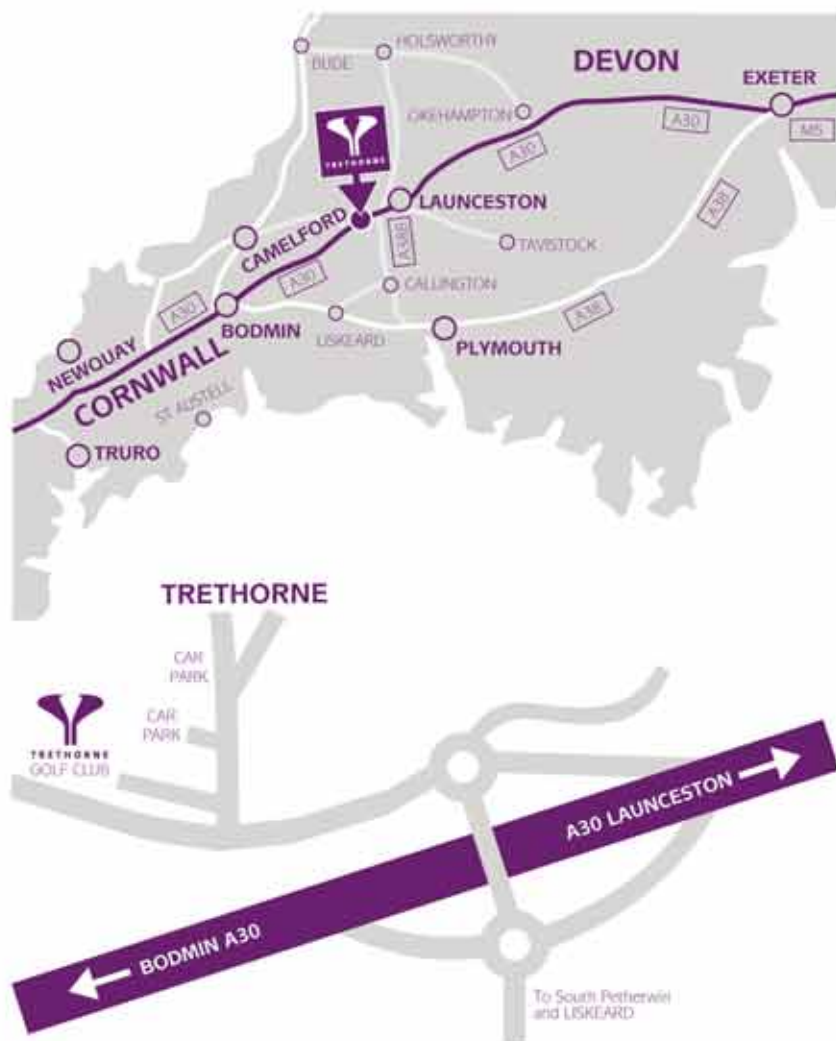 HOLSWORTHY
BUDE
DEVON
EXETER
OKEHAMPTON
A30
M5
TRETHORNE
A30
LAUNCESTON
A38
CAMELFORD
A388
TAVISTOCK
A30
CALLINGTON
A30
BODMIN
LISKEARD
A38
PLYMOUTH
NEWQUAY
CORNWALL
ST. AUSTELL
TRURO
TRETHORNE
CAR
PARK
CAR
PARK
TRETHORNE
GOLF CLUB
A30 LAUNCESTON
BODMIN A30
To South Petherwin
and LISKEARD